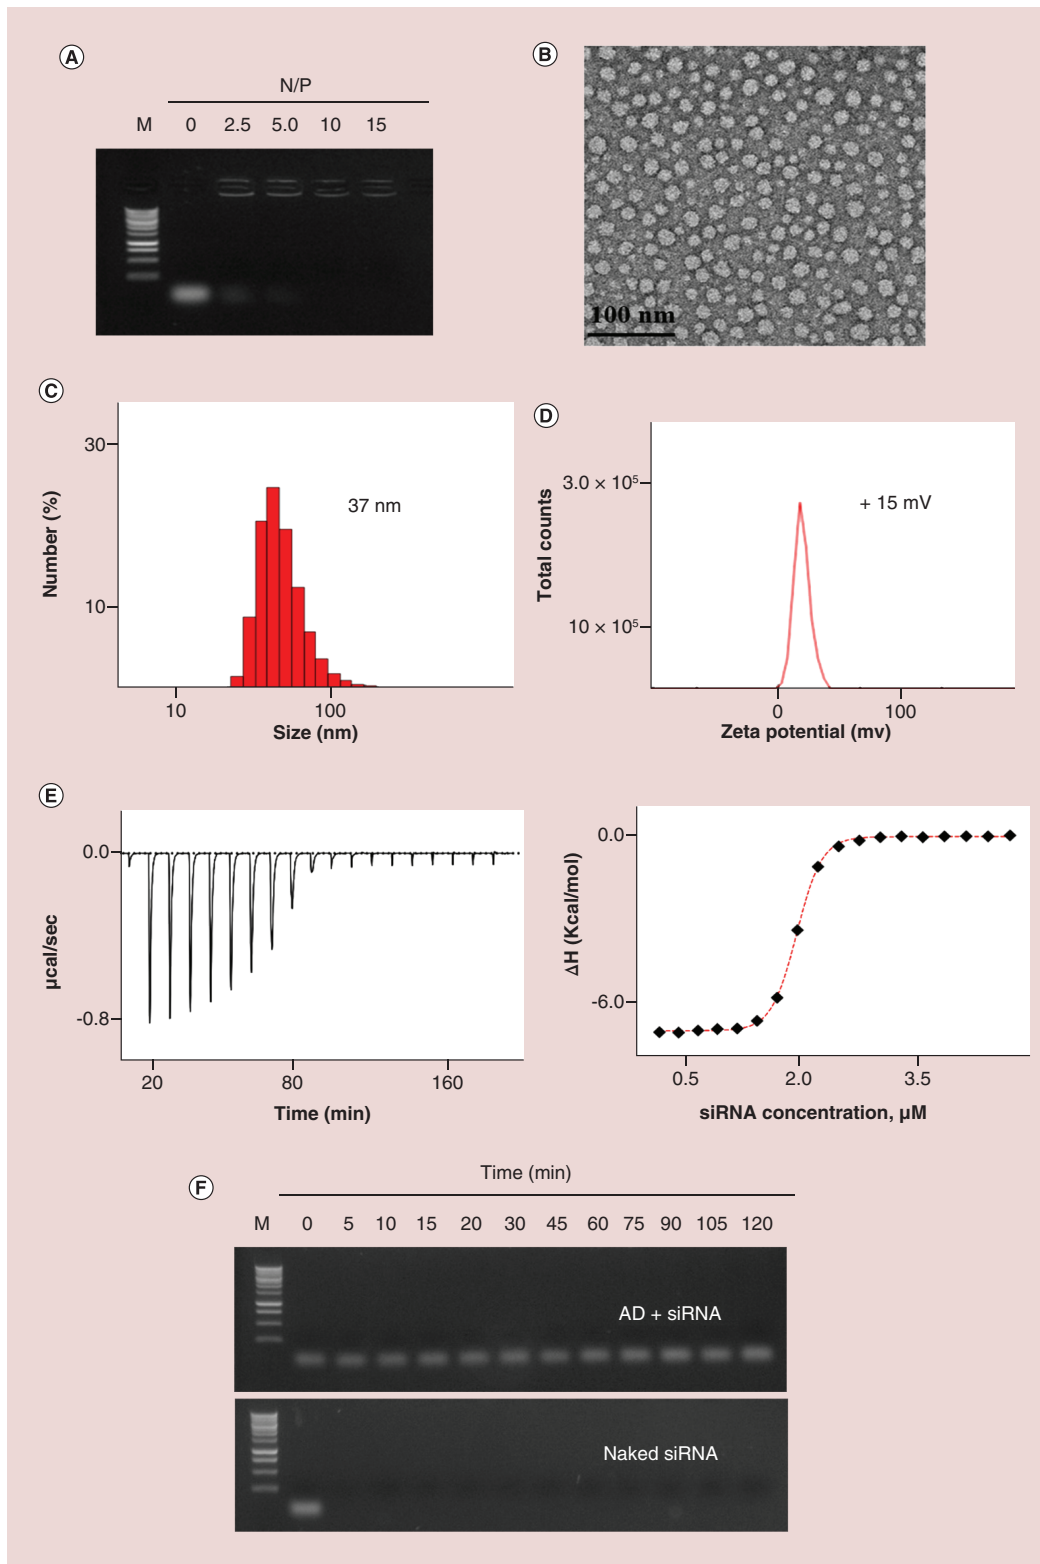 A
N/P
M 0 2.5 5.0 10 15
B
100 nm
C
Number (%)
30
10
37 nm
10 100
Size (nm)
D
Total counts
3.0 × 10⁵
10 × 10⁵
+ 15 mV
0 100
Zeta potential (mv)
E
µcal/sec
0.0
-0.8
20 80 160
Time (min)
ΔH (Kcal/mol)
0.0
-6.0
0.5 2.0 3.5
siRNA concentration, µM
F
Time (min)
M 0 5 10 15 20 30 45 60 75 90 105 120
AD + siRNA
Naked siRNA